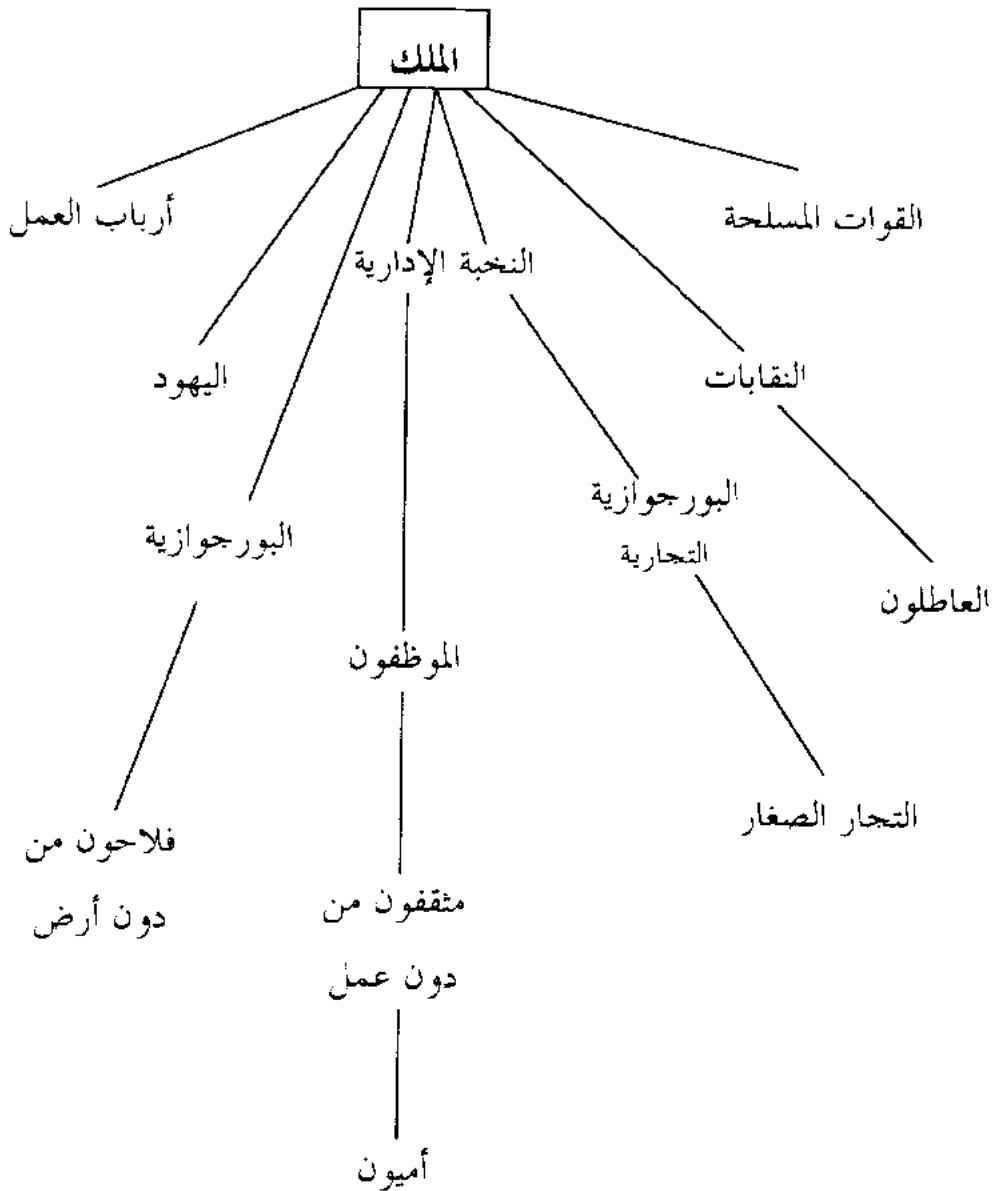 الملك
القوات المسلحة
أرباب العمل
النخبة الإدارية
النقابات
اليهود
البورجوازية
التجارية
البورجوازية
العاطلون
الموظفون
التجار الصغار
فلاحون من
دون أرض
مثقفون من
دون عمل
أميون